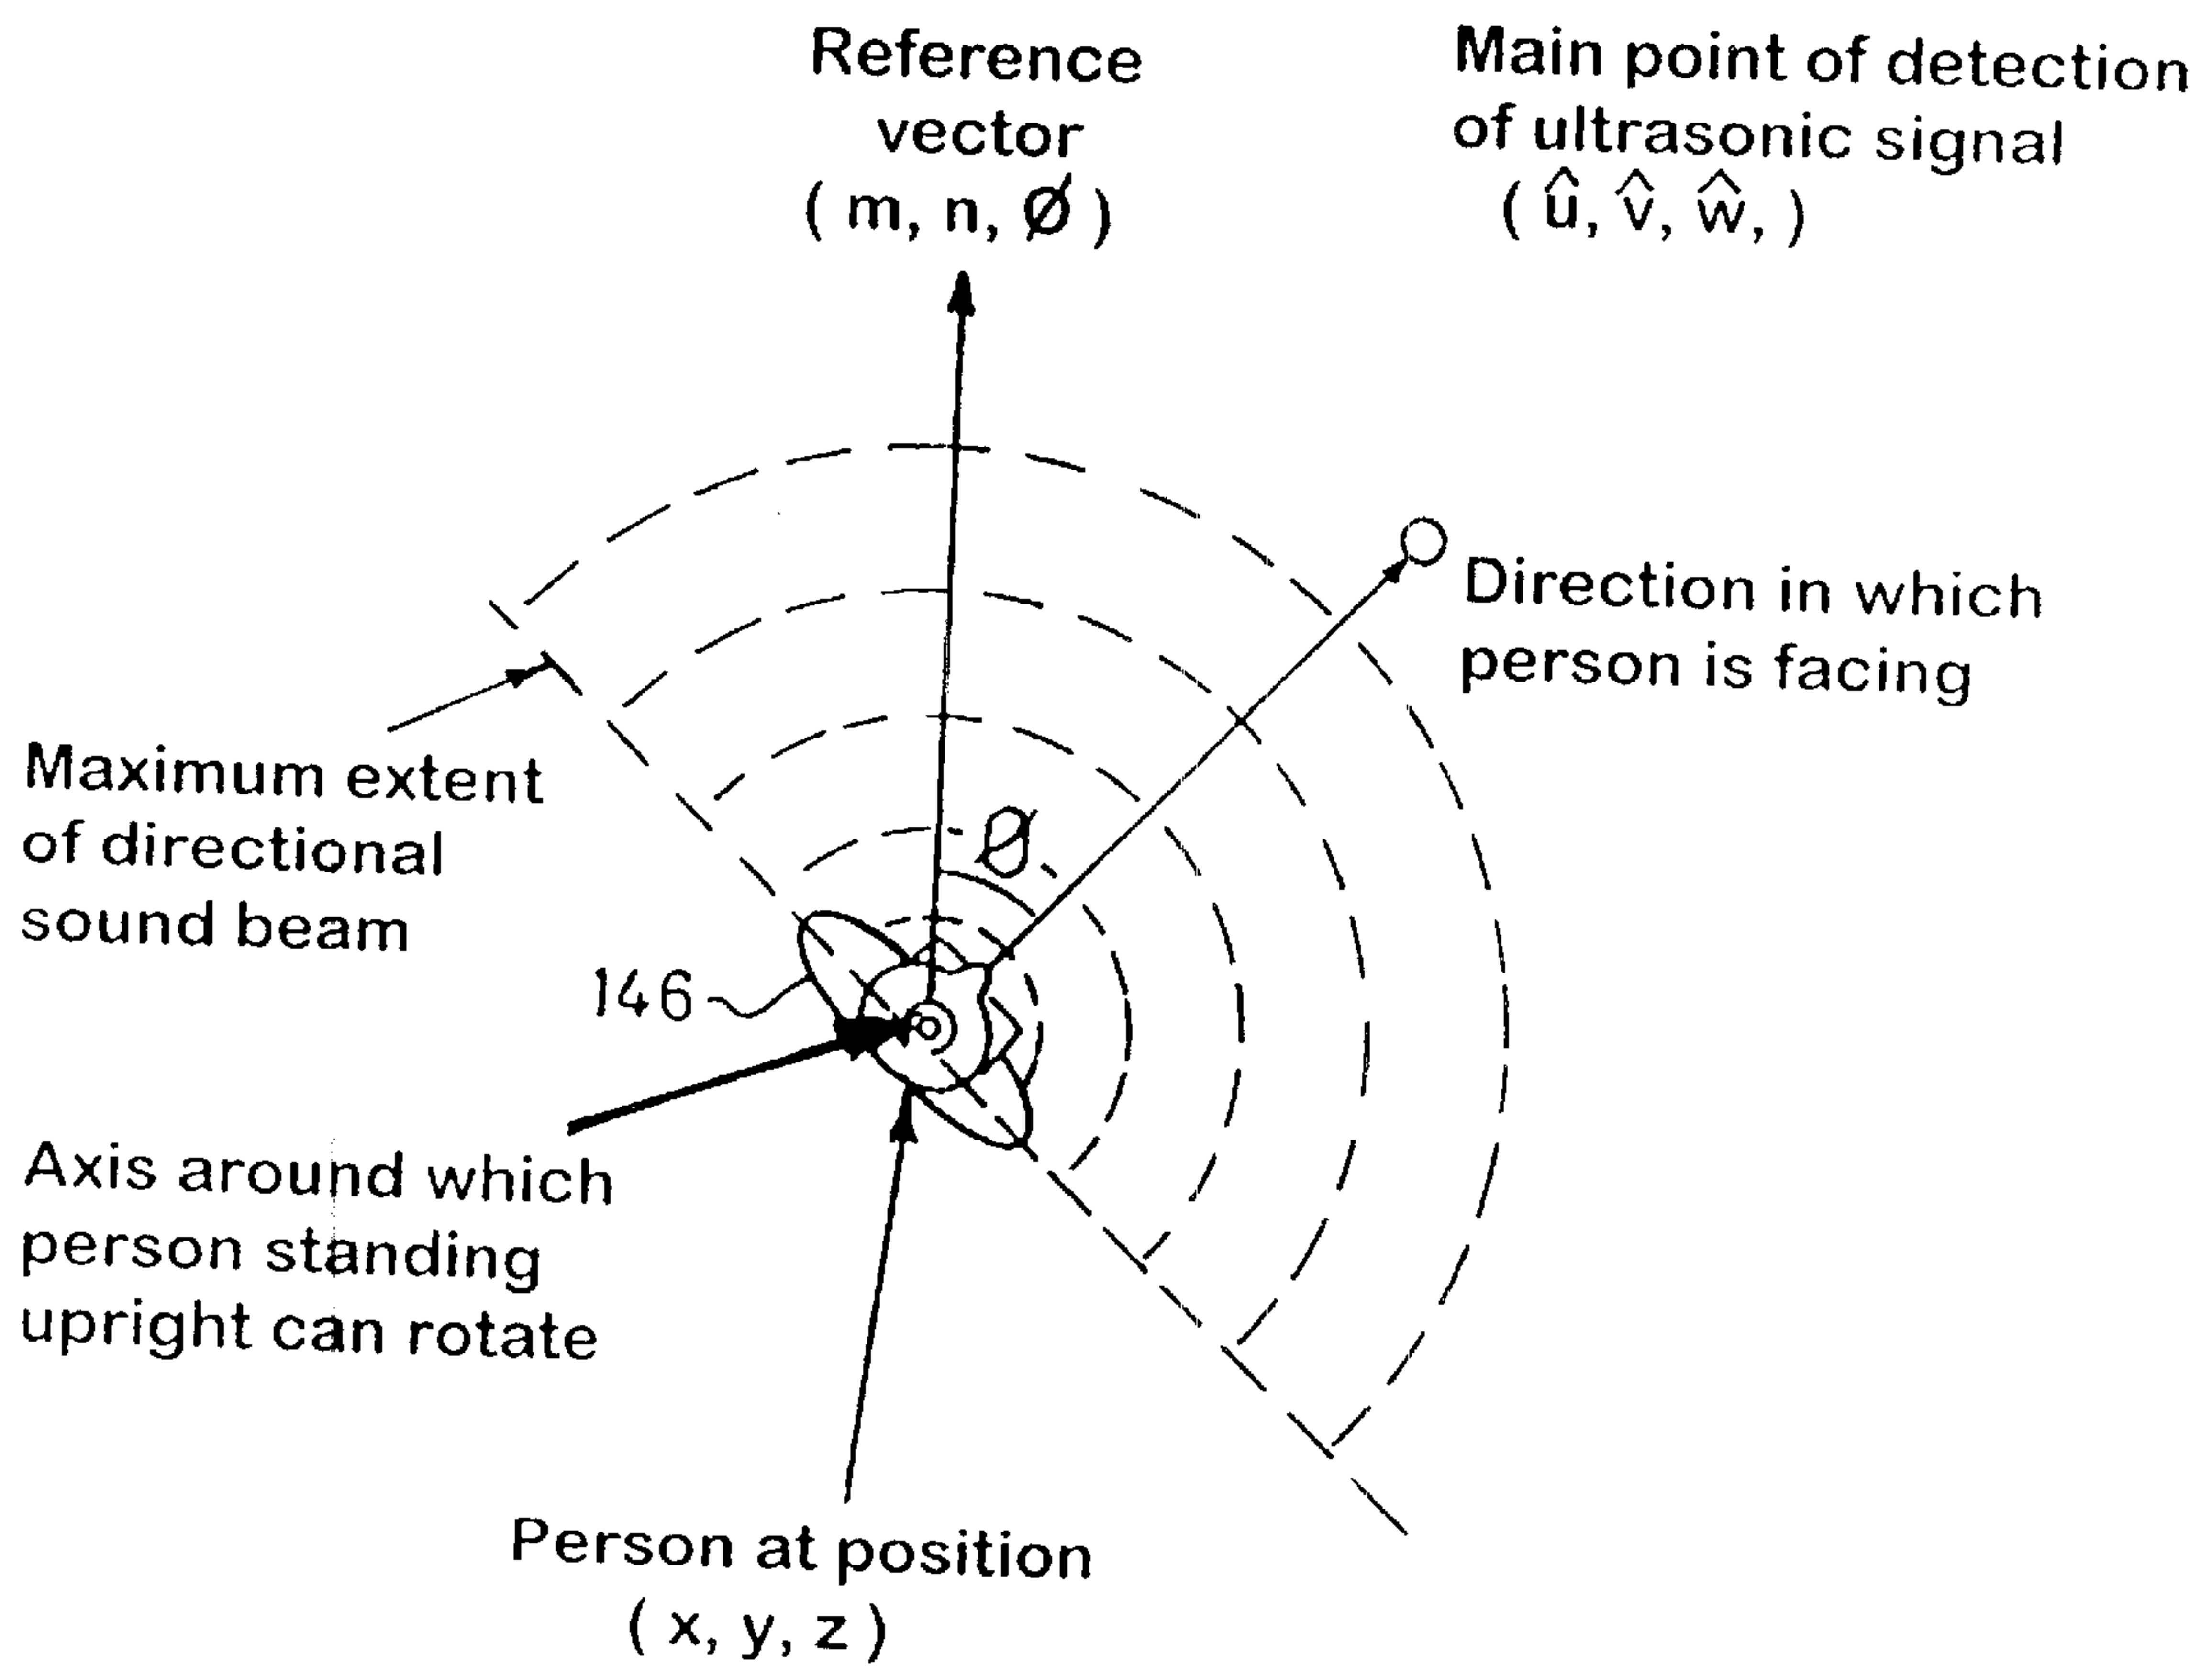 Reference
vector
( m, n, Ø )
Main point of detection
of ultrasonic signal
( û, v̂, ŵ, )
Direction in which
person is facing
Maximum extent
of directional
sound beam
Ø
146
Axis around which
person standing
upright can rotate
Person at position
( x, y, z )